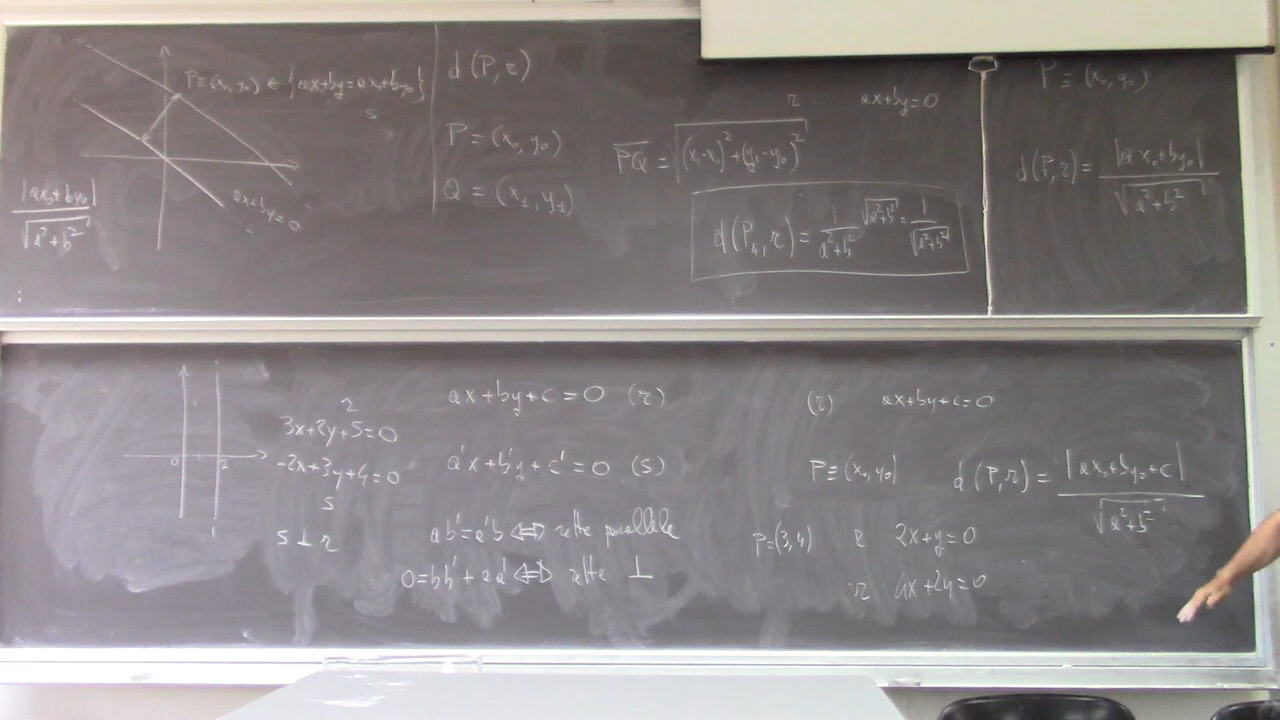 P≡(x₀,y₀) ∈ {ax+by=ax₀+by₀}
s
ax+by=0
|ax₀+by₀|
√(a²+b²)
d(P,r)
P=(x₀,y₀)
Q=(x₁,y₁)
r ax+by=0
PQ = √((x₁-x₀)²+(y₁-y₀)²)
d(P₁,r) = 1/(a²+b²) √(a²+b²) = 1/√(a²+b²)
P≡(x₀,y₀)
d(P,r) = |ax₀+by₀|/√(a²+b²)
0 2
r
3x+2y+5=0
-2x+3y+4=0
s
s⊥r
ax+by+c=0 (r)
a'x+b'y+c'=0 (s)
ab'=a'b ⇔ rette parallele
0=bb'+aa' ⇔ rette ⊥
(r) ax+by+c=0
P≡(x₀,y₀) d(P,r) = |ax₀+by₀+c|/√(a²+b²)
P=(3,4) r 2x+y=0
r 4x+2y=0